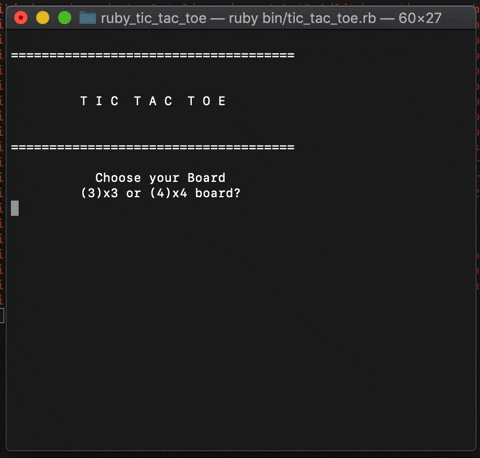 ruby_tic_tac_toe — ruby bin/tic_tac_toe.rb — 60×27
=====================================
T I C  T A C  T O E
=====================================
Choose your Board
(3)x3 or (4)x4 board?